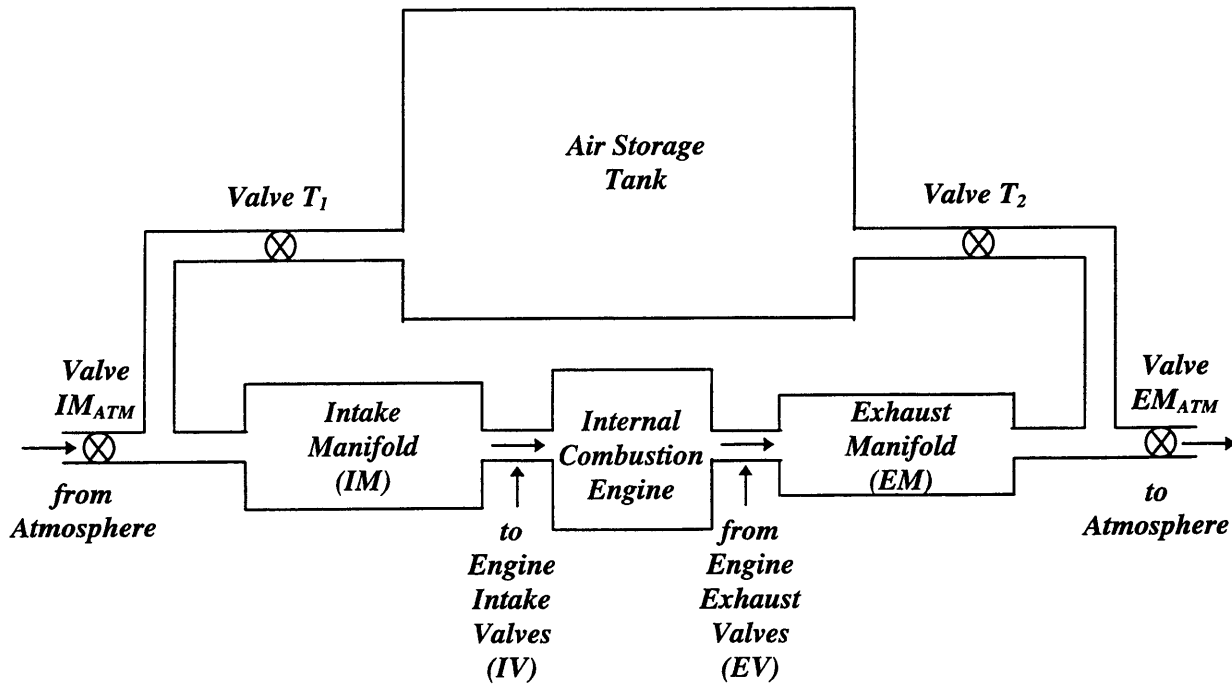 Air Storage
Tank
Valve T1
Valve T2
Valve
IMATM
Valve
EMATM
Intake
Manifold
(IM)
Internal
Combustion
Engine
Exhaust
Manifold
(EM)
from
Atmosphere
to
Atmosphere
to
Engine
Intake
Valves
(IV)
from
Engine
Exhaust
Valves
(EV)